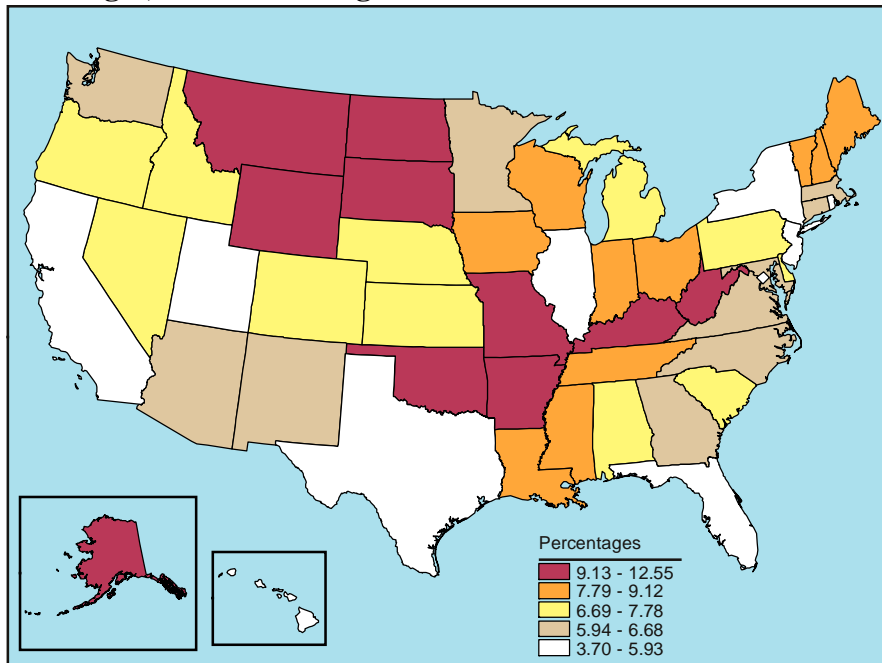 Percentages
9.13 - 12.55
7.79 - 9.12
6.69 - 7.78
5.94 - 6.68
3.70 - 5.93